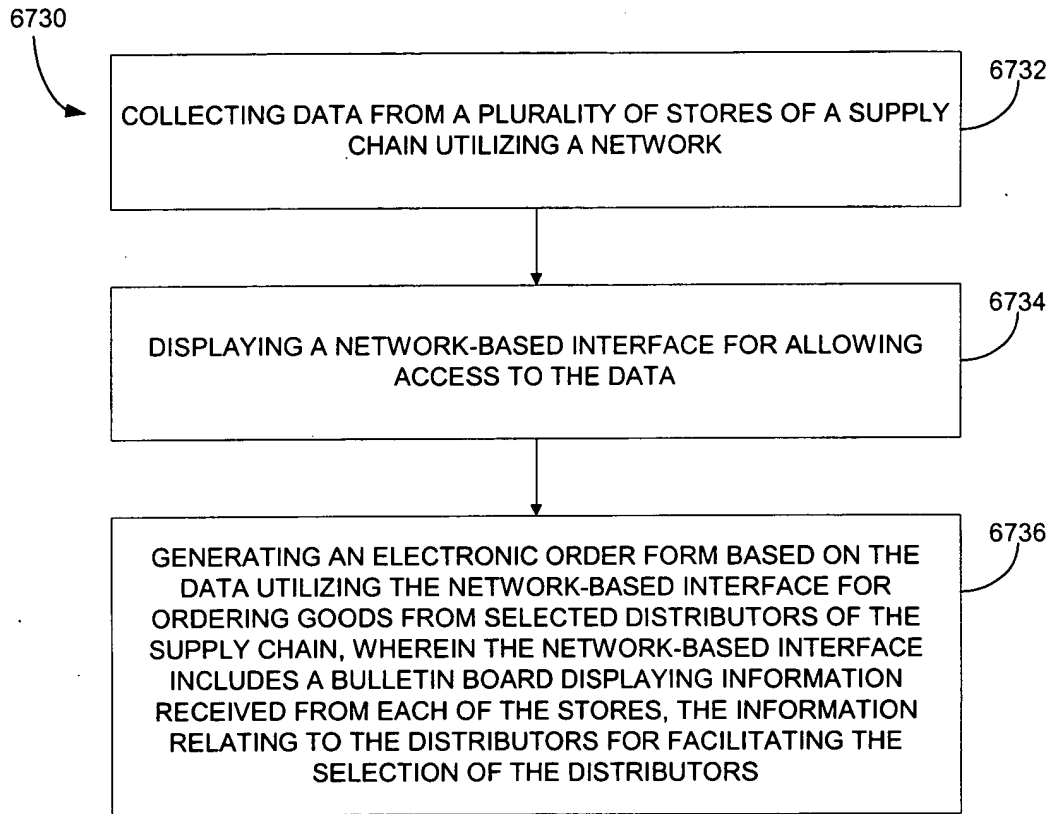 6730
6732
COLLECTING DATA FROM A PLURALITY OF STORES OF A SUPPLY
CHAIN UTILIZING A NETWORK
6734
DISPLAYING A NETWORK-BASED INTERFACE FOR ALLOWING
ACCESS TO THE DATA
6736
GENERATING AN ELECTRONIC ORDER FORM BASED ON THE
DATA UTILIZING THE NETWORK-BASED INTERFACE FOR
ORDERING GOODS FROM SELECTED DISTRIBUTORS OF THE
SUPPLY CHAIN, WHEREIN THE NETWORK-BASED INTERFACE
INCLUDES A BULLETIN BOARD DISPLAYING INFORMATION
RECEIVED FROM EACH OF THE STORES, THE INFORMATION
RELATING TO THE DISTRIBUTORS FOR FACILITATING THE
SELECTION OF THE DISTRIBUTORS